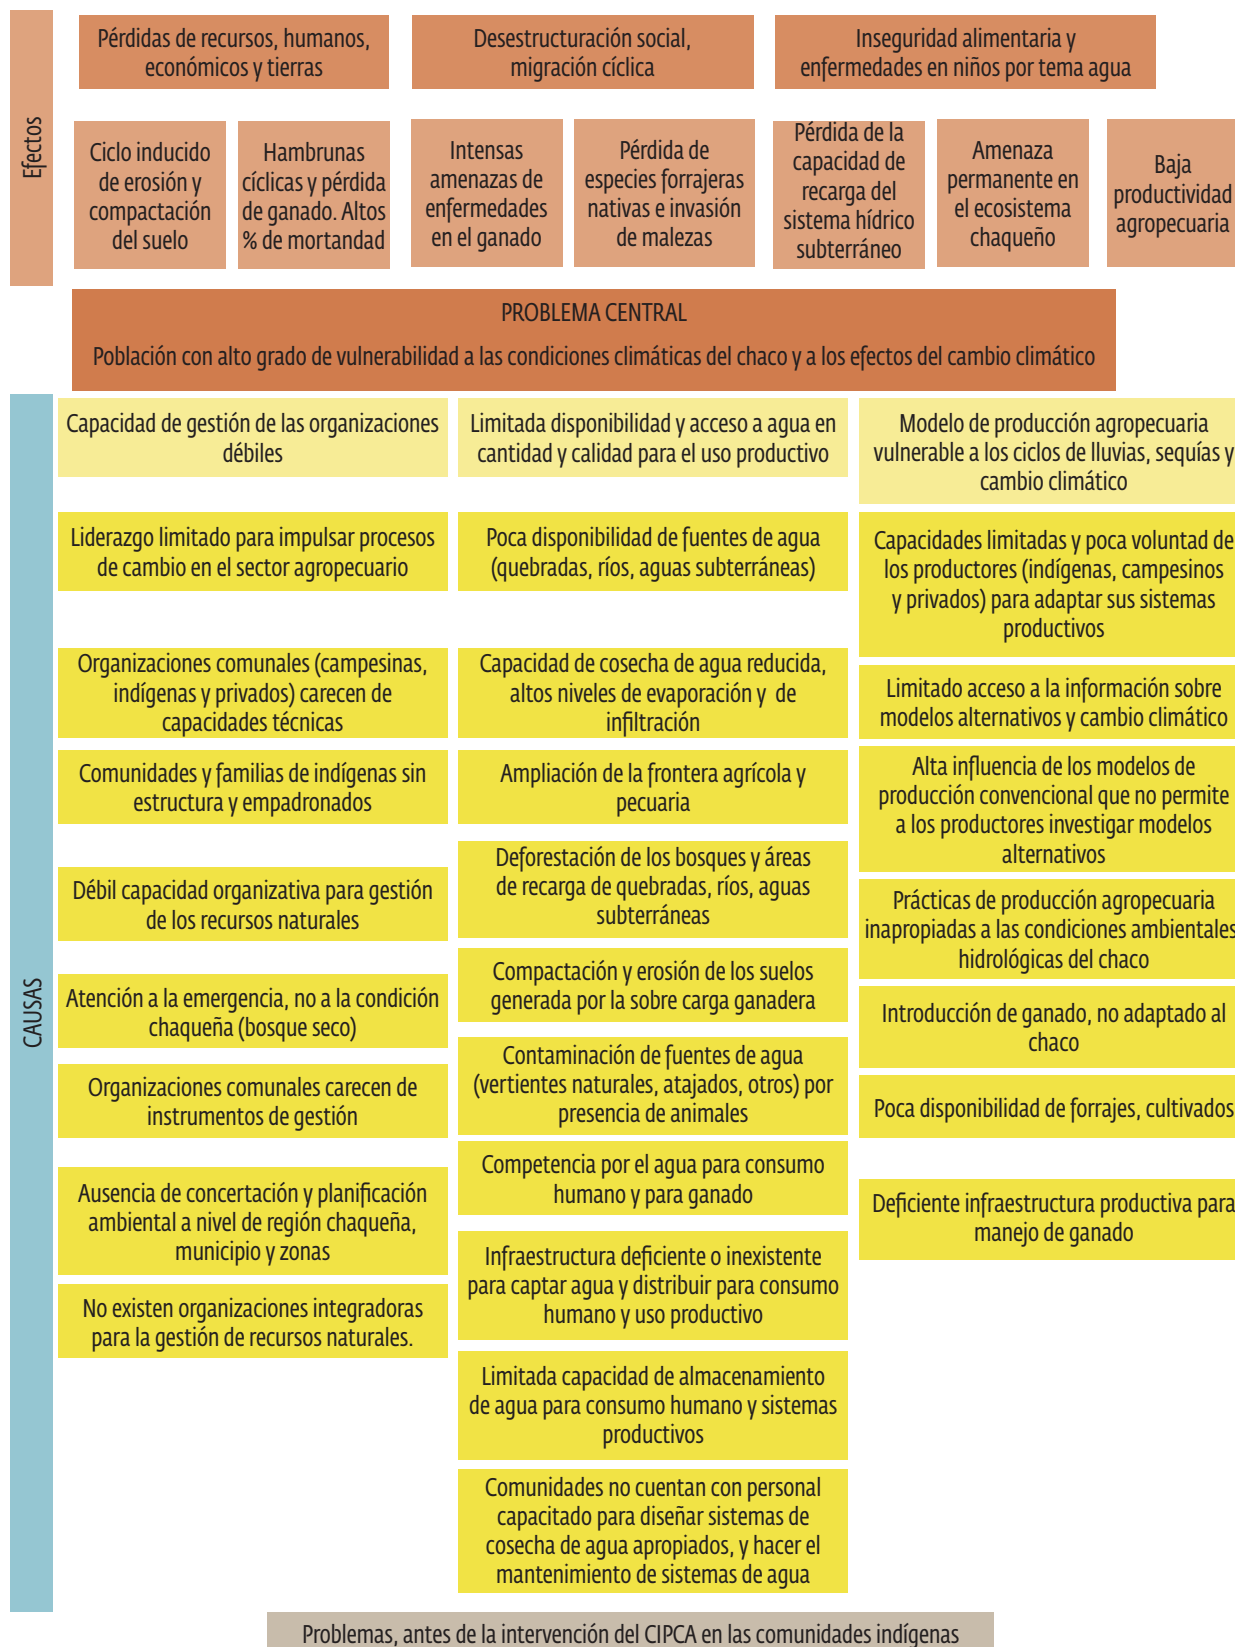 Efectos
Pérdidas de recursos, humanos,
económicos y tierras
Desestructuración social,
migración cíclica
Inseguridad alimentaria y
enfermedades en niños por tema agua
Ciclo inducido
de erosión y
compactación
del suelo
Hambrunas
cíclicas y pérdida
de ganado. Altos
% de mortandad
Intensas
amenazas de
enfermedades
en el ganado
Pérdida de
especies forrajeras
nativas e invasión
de malezas
Pérdida de la
capacidad de
recarga del
sistema hídrico
subterráneo
Amenaza
permanente en
el ecosistema
chaqueño
Baja
productividad
agropecuaria
PROBLEMA CENTRAL
Población con alto grado de vulnerabilidad a las condiciones climáticas del chaco y a los efectos del cambio climático
CAUSAS
Capacidad de gestión de las organizaciones
débiles
Liderazgo limitado para impulsar procesos
de cambio en el sector agropecuario
Organizaciones comunales (campesinas,
indígenas y privados) carecen de
capacidades técnicas
Comunidades y familias de indígenas sin
estructura y empadronados
Débil capacidad organizativa para gestión
de los recursos naturales
Atención a la emergencia, no a la condición
chaqueña (bosque seco)
Organizaciones comunales carecen de
instrumentos de gestión
Ausencia de concertación y planificación
ambiental a nivel de región chaqueña,
municipio y zonas
No existen organizaciones integradoras
para la gestión de recursos naturales.
Limitada disponibilidad y acceso a agua en
cantidad y calidad para el uso productivo
Poca disponibilidad de fuentes de agua
(quebradas, ríos, aguas subterráneas)
Capacidad de cosecha de agua reducida,
altos niveles de evaporación y de
infiltración
Ampliación de la frontera agrícola y
pecuaria
Deforestación de los bosques y áreas
de recarga de quebradas, ríos, aguas
subterráneas
Compactación y erosión de los suelos
generada por la sobre carga ganadera
Contaminación de fuentes de agua
(vertientes naturales, atajados, otros) por
presencia de animales
Competencia por el agua para consumo
humano y para ganado
Infraestructura deficiente o inexistente
para captar agua y distribuir para consumo
humano y uso productivo
Limitada capacidad de almacenamiento
de agua para consumo humano y sistemas
productivos
Comunidades no cuentan con personal
capacitado para diseñar sistemas de
cosecha de agua apropiados, y hacer el
mantenimiento de sistemas de agua
Modelo de producción agropecuaria
vulnerable a los ciclos de lluvias, sequías y
cambio climático
Capacidades limitadas y poca voluntad de
los productores (indígenas, campesinos
y privados) para adaptar sus sistemas
productivos
Limitado acceso a la información sobre
modelos alternativos y cambio climático
Alta influencia de los modelos de
producción convencional que no permite
a los productores investigar modelos
alternativos
Prácticas de producción agropecuaria
inapropiadas a las condiciones ambientales
hidrológicas del chaco
Introducción de ganado, no adaptado al
chaco
Poca disponibilidad de forrajes, cultivados
Deficiente infraestructura productiva para
manejo de ganado
Problemas, antes de la intervención del CIPCA en las comunidades indígenas